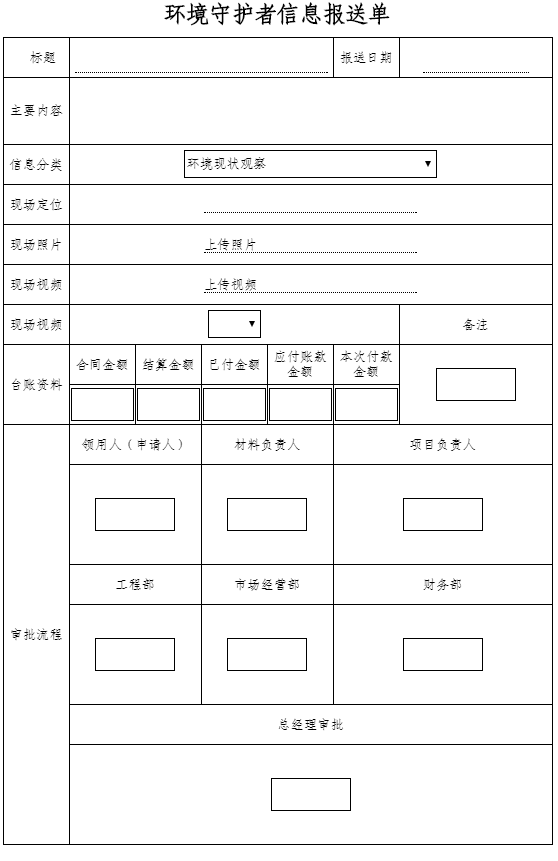 环境守护者信息报送单
标题
报送日期
主要内容
信息分类
环境现状观察
现场定位
现场照片
上传照片
现场视频
上传视频
现场视频
备注
台账资料
合同金额
结算金额
已付金额
应付账款
金额
本次付款
金额
审批流程
领用人（申请人）
材料负责人
项目负责人
工程部
市场经营部
财务部
总经理审批